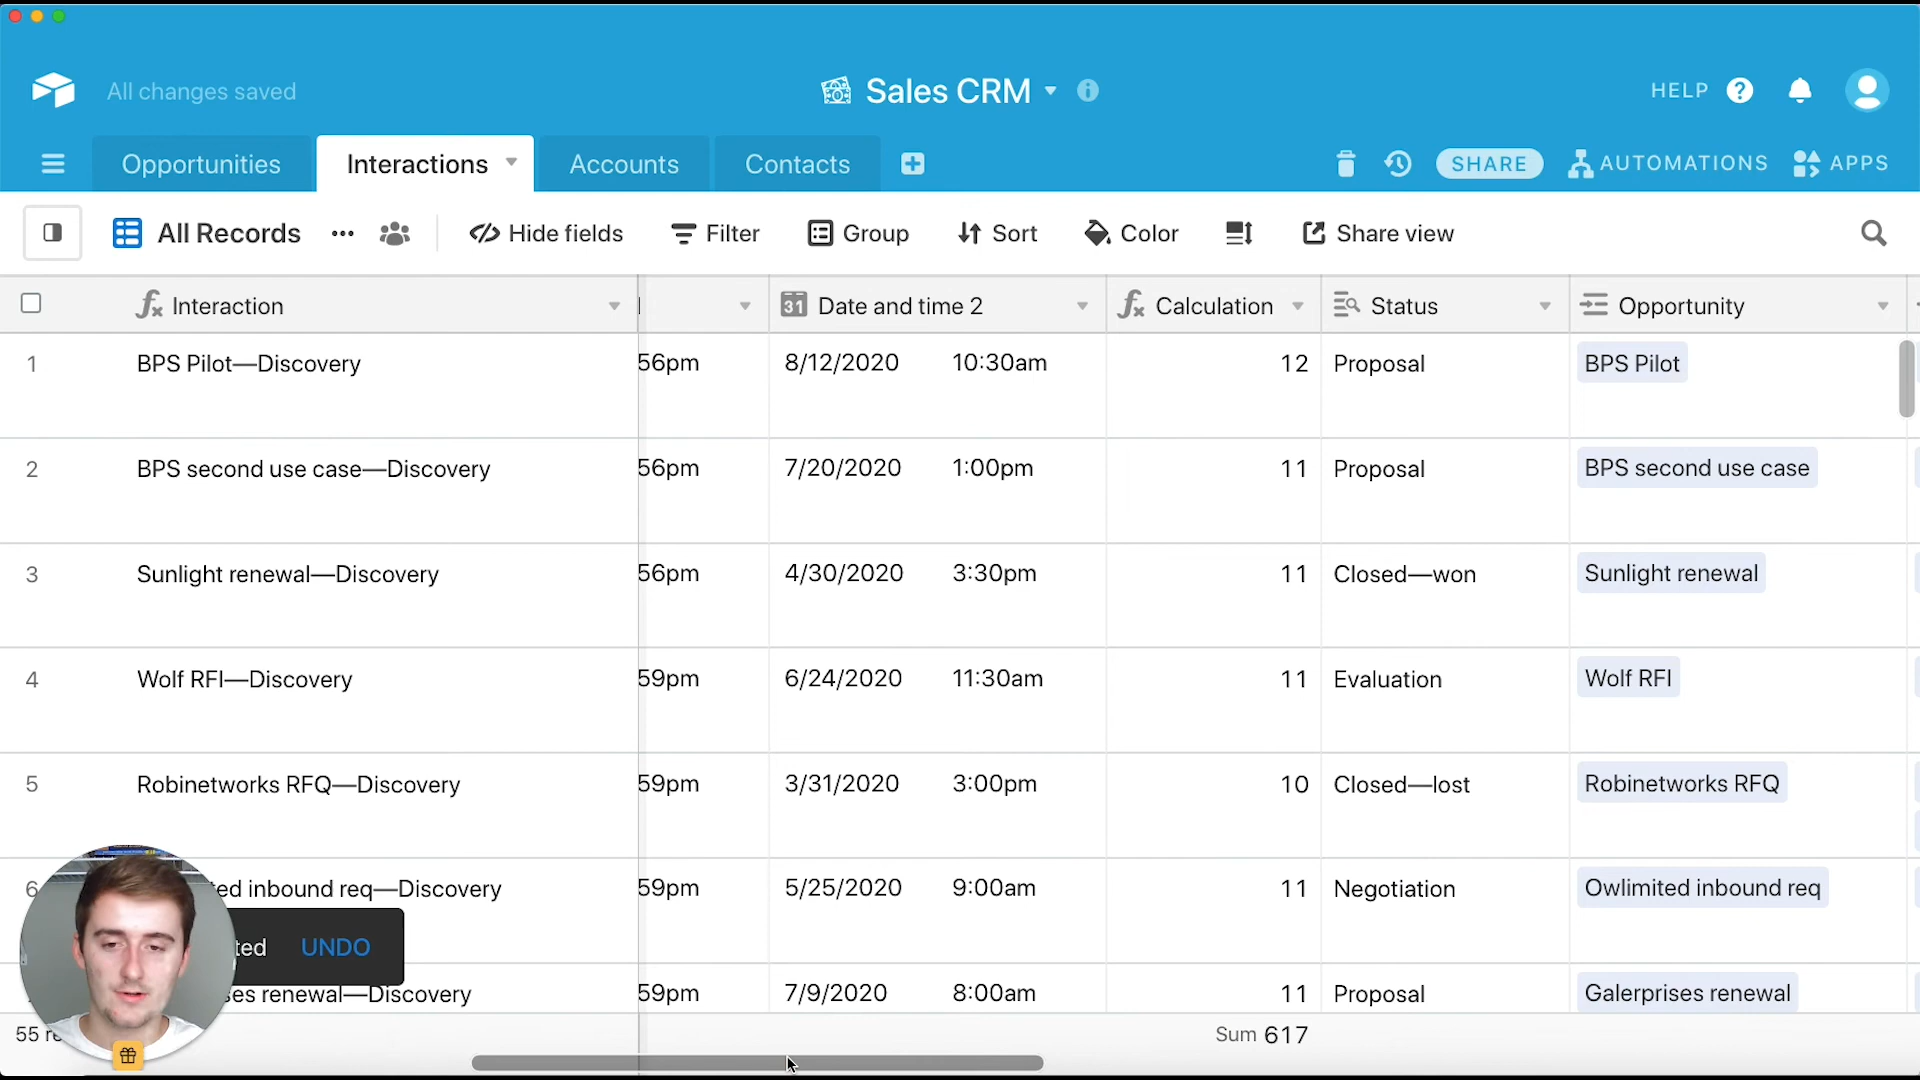 All changes saved
Sales CRM
HELP
Opportunities
Interactions
Accounts
Contacts
SHARE
AUTOMATIONS
APPS
All Records
Hide fields
Filter
Group
Sort
Color
Share view
Interaction
31 Date and time 2
Calculation
Status
Opportunity
1 BPS Pilot—Discovery 56pm 8/12/2020 10:30am 12 Proposal BPS Pilot
2 BPS second use case—Discovery 56pm 7/20/2020 1:00pm 11 Proposal BPS second use case
3 Sunlight renewal—Discovery 56pm 4/30/2020 3:30pm 11 Closed—won Sunlight renewal
4 Wolf RFI—Discovery 59pm 6/24/2020 11:30am 11 Evaluation Wolf RFI
5 Robinetworks RFQ—Discovery 59pm 3/31/2020 3:00pm 10 Closed—lost Robinetworks RFQ
6 ed inbound req—Discovery 59pm 5/25/2020 9:00am 11 Negotiation Owlimited inbound req
ted UNDO
ses renewal—Discovery 59pm 7/9/2020 8:00am 11 Proposal Galerprises renewal
55 re
Sum 617